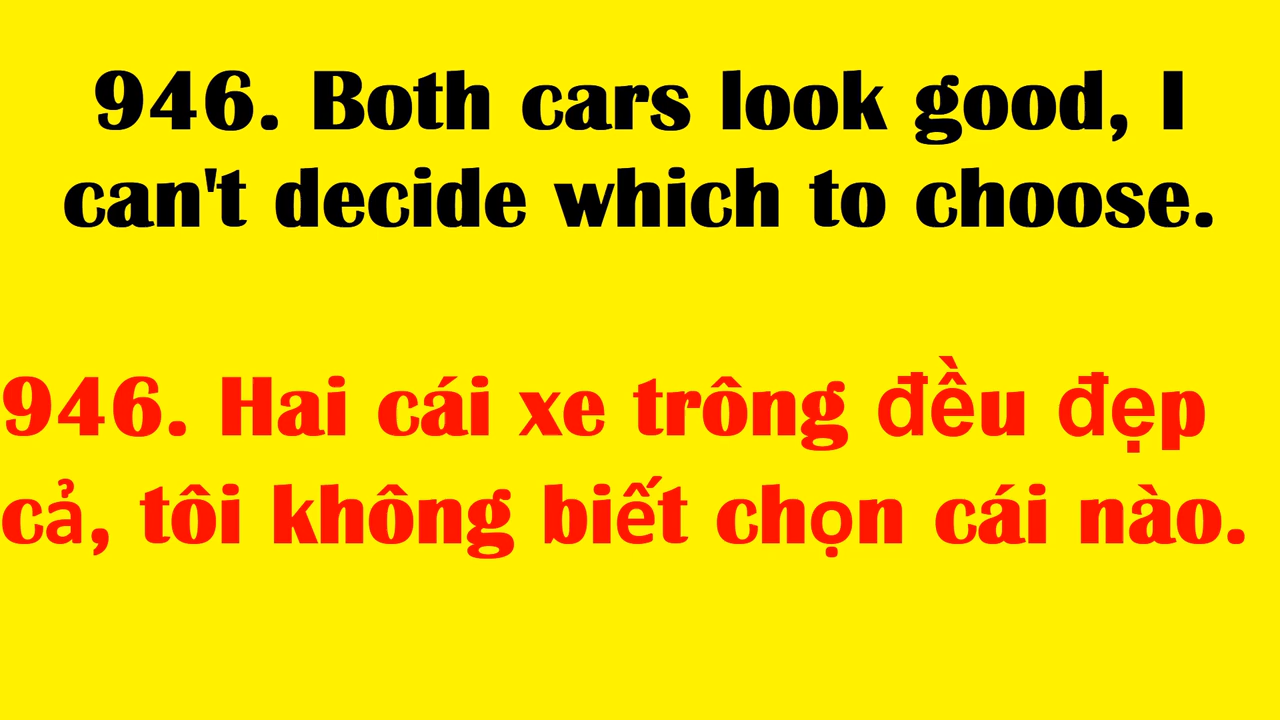 946. Both cars look good, I
can't decide which to choose.
946. Hai cái xe trông đều đẹp
cả, tôi không biết chọn cái nào.